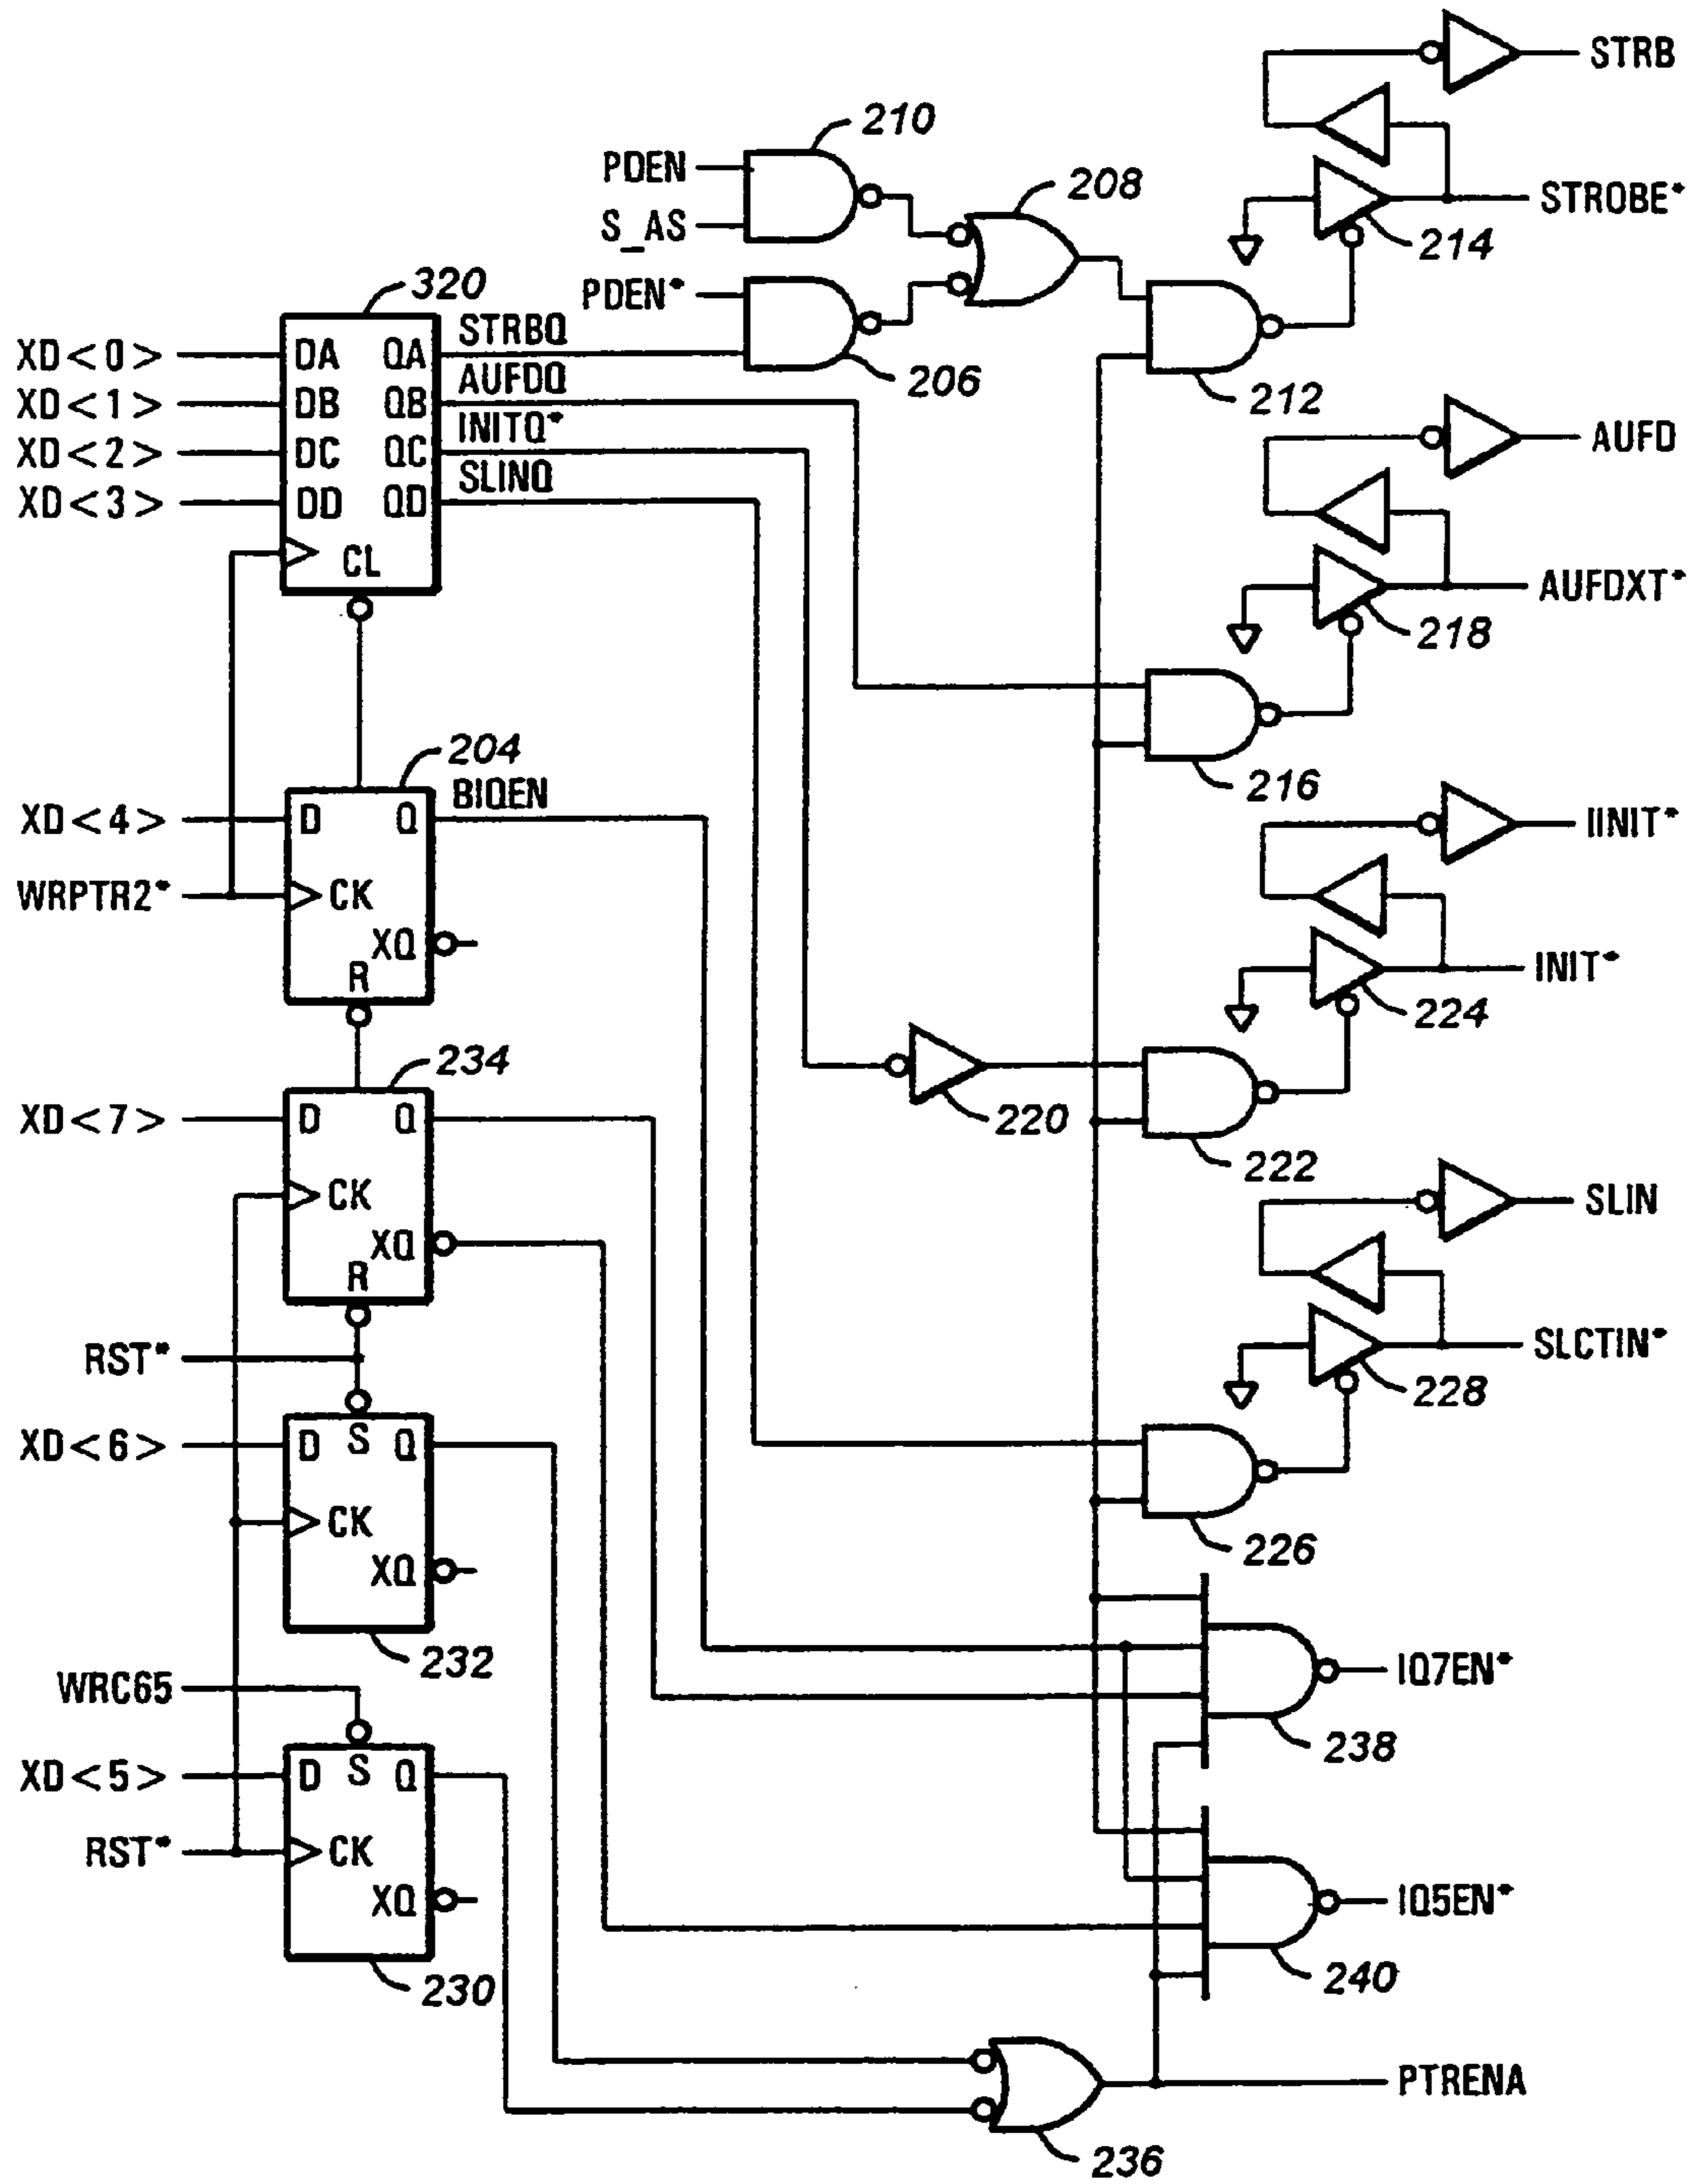 STRB
210
PDEN
208
STROBE*
S_AS
214
320
PDEN*
STRBQ
XD<0>
DA QA
206
212
AUFDQ
XD<1>
DB QB
INITQ*
AUFD
XD<2>
DC QC
SLINQ
XD<3>
DD QD
CL
AUFDXT*
218
204
BIQEN
216
XD<4>
D Q
IINIT*
WRPTR2*
CK
XQ
R
INIT*
224
234
XD<7>
D Q
220
222
CK
SLIN
XQ
R
RST*
SLCTIN*
228
XD<6>
D S Q
CK
226
XQ
232
IQ7EN*
WRC65
238
XD<5>
D S Q
RST*
CK
XQ
IQ5EN*
230
240
PTRENA
236